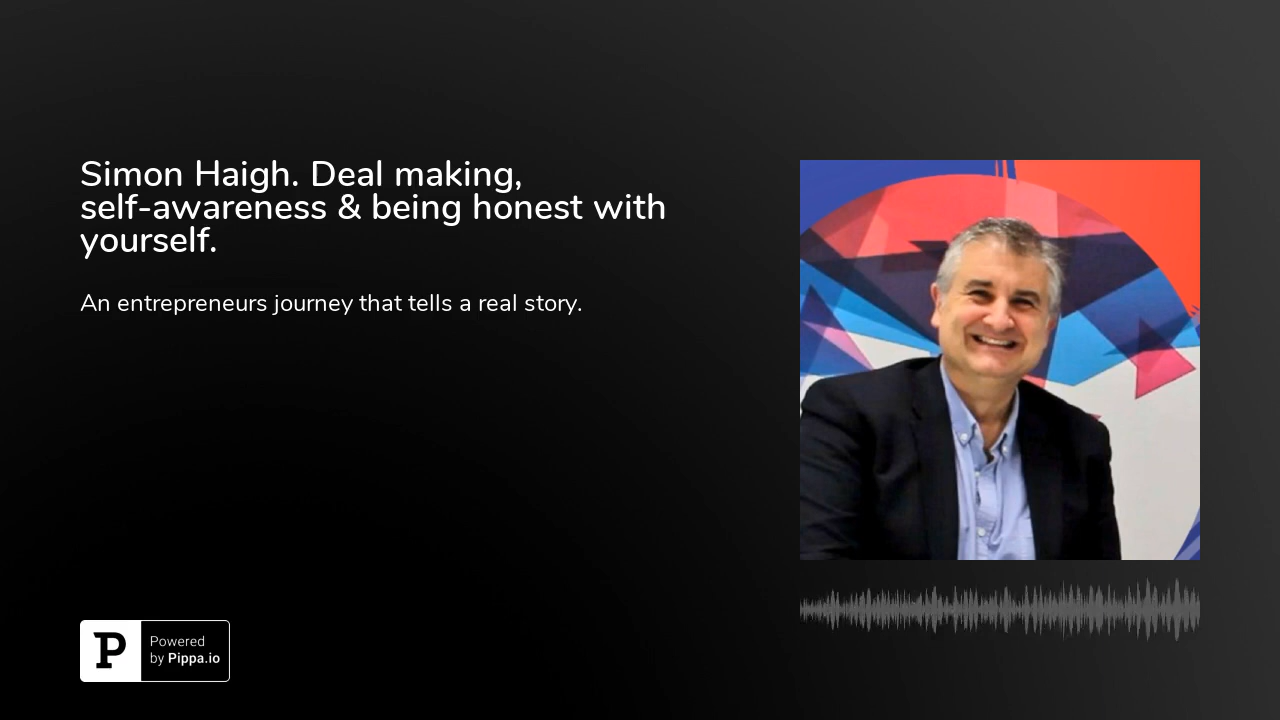 Simon Haigh. Deal making,
self-awareness & being honest with
yourself.
An entrepreneurs journey that tells a real story.
P
Powered
by Pippa.io